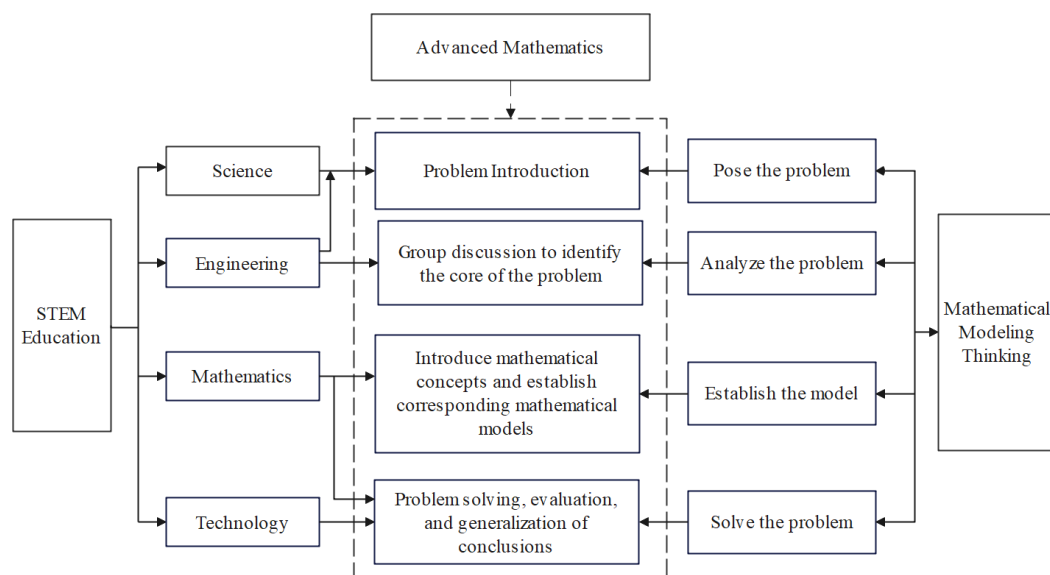 Advanced Mathematics
Science
Problem Introduction
Pose the problem
Engineering
Group discussion to identify
the core of the problem
Analyze the problem
STEM
Education
Mathematical
Modeling
Thinking
Mathematics
Introduce mathematical
concepts and establish
corresponding mathematical
models
Establish the model
Technology
Problem solving, evaluation,
and generalization of
conclusions
Solve the problem